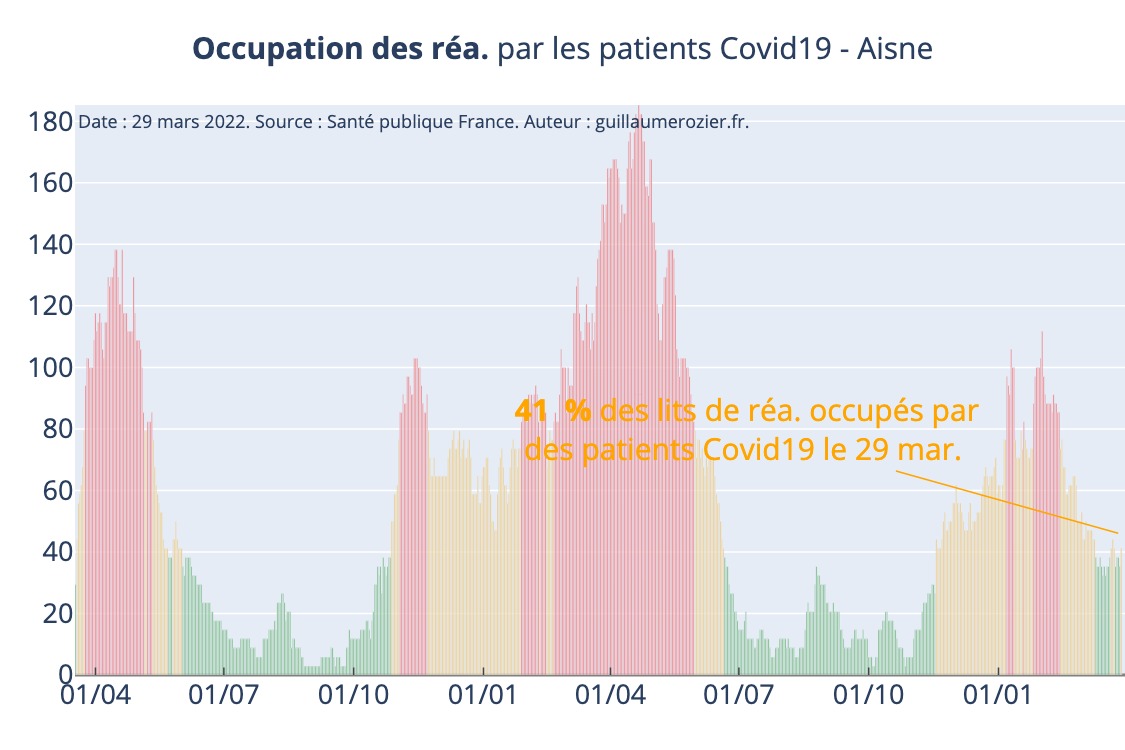 Occupation des réa. par les patients Covid19 - Aisne
180
Date : 29 mars 2022. Source : Santé publique France. Auteur : guillaumerozier.fr.
160
140
120
100
80
60
40
20
0
41 % des lits de réa. occupés par
des patients Covid19 le 29 mar.
01/04 01/07 01/10 01/01 01/04 01/07 01/10 01/01